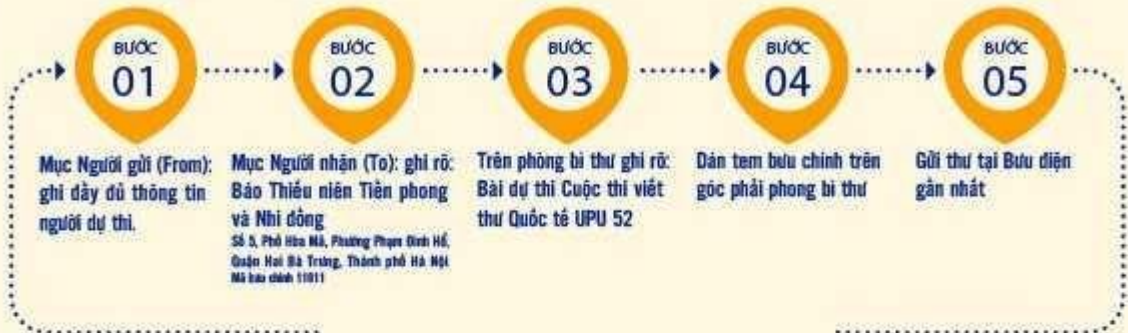 BƯỚC
01
Mục Người gửi (From):
ghi đầy đủ thông tin
người dự thi.
BƯỚC
02
Mục Người nhận (To): ghi rõ:
Báo Thiếu niên Tiền phong
và Nhi đồng
Số 5, Phố Hòa Mã, Phường Phạm Đình Hổ,
Quận Hai Bà Trưng, Thành phố Hà Nội
Mã bưu chính 11611
BƯỚC
03
Trên phòng bì thư ghi rõ:
Bài dự thi Cuộc thi viết
thư Quốc tế UPU 52
BƯỚC
04
Dán tem bưu chính trên
góc phải phong bì thư
BƯỚC
05
Gửi thư tại Bưu điện
gần nhất